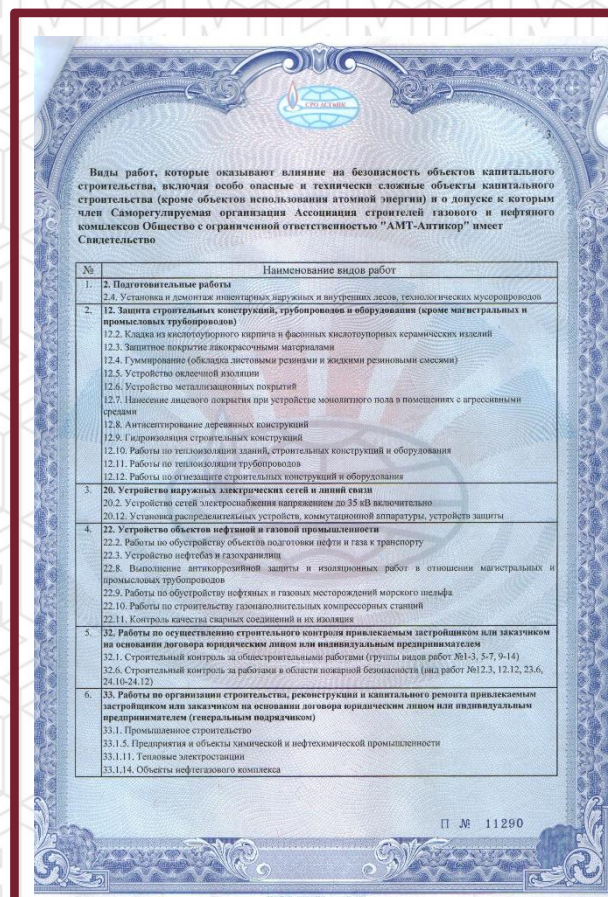 СРО АСГиНК
3
Виды работ, которые оказывают влияние на безопасность объектов капитального
строительства, включая особо опасные и технически сложные объекты капитального
строительства (кроме объектов использования атомной энергии) и о допуске к которым
член Саморегулируемая организация Ассоциация строителей газового и нефтяного
комплексов Общество с ограниченной ответственностью "АМТ-Антикор" имеет
Свидетельство
№ Наименование видов работ
1. 2. Подготовительные работы
2.4. Установка и демонтаж инвентарных наружных и внутренних лесов, технологических мусоропроводов
2. 12. Защита строительных конструкций, трубопроводов и оборудования (кроме магистральных и
промысловых трубопроводов)
12.2. Кладка из кислотоупорного кирпича и фасонных кислотоупорных керамических изделий
12.3. Защитное покрытие лакокрасочными материалами
12.4. Гуммирование (обкладка листовыми резинами и жидкими резиновыми смесями)
12.5. Устройство оклеечной изоляции
12.6. Устройство металлизационных покрытий
12.7. Нанесение лицевого покрытия при устройстве монолитного пола в помещениях с агрессивными
средами
12.8. Антисептирование деревянных конструкций
12.9. Гидроизоляция строительных конструкций
12.10. Работы по теплоизоляции зданий, строительных конструкций и оборудования
12.11. Работы по теплоизоляции трубопроводов
12.12. Работы по огнезащите строительных конструкций и оборудования
3. 20. Устройство наружных электрических сетей и линий связи
20.2. Устройство сетей электроснабжения напряжением до 35 кВ включительно
20.12. Установка распределительных устройств, коммутационной аппаратуры, устройств защиты
4. 22. Устройство объектов нефтяной и газовой промышленности
22.2. Работы по обустройству объектов подготовки нефти и газа к транспорту
22.3. Устройство нефтебаз и газохранилищ
22.8. Выполнение антикоррозийной защиты и изоляционных работ в отношении магистральных и
промысловых трубопроводов
22.9. Работы по обустройству нефтяных и газовых месторождений морского шельфа
22.10. Работы по строительству газонаполнительных компрессорных станций
22.11. Контроль качества сварных соединений и их изоляция
5. 32. Работы по осуществлению строительного контроля привлекаемым застройщиком или заказчиком
на основании договора юридическим лицом или индивидуальным предпринимателем
32.1. Строительный контроль за общестроительными работами (группы видов работ №1-3, 5-7, 9-14)
32.6. Строительный контроль за работами в области пожарной безопасности (вид работ №12.3, 12.12, 23.6,
24.10-24.12)
6. 33. Работы по организации строительства, реконструкции и капитального ремонта привлекаемым
застройщиком или заказчиком на основании договора юридическим лицом или индивидуальным
предпринимателем (генеральным подрядчиком)
33.1. Промышленное строительство
33.1.5. Предприятия и объекты химической и нефтехимической промышленности
33.1.11. Тепловые электростанции
33.1.14. Объекты нефтегазового комплекса
П № 11290